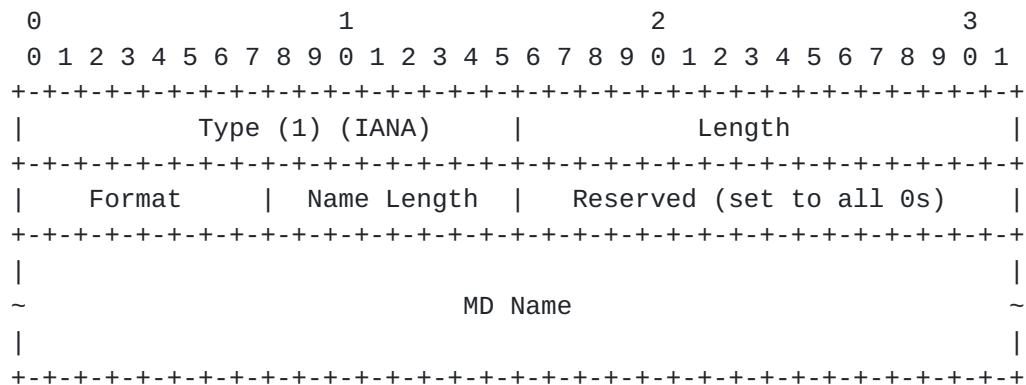 0                   1                   2                   3
 0 1 2 3 4 5 6 7 8 9 0 1 2 3 4 5 6 7 8 9 0 1 2 3 4 5 6 7 8 9 0 1
+-+-+-+-+-+-+-+-+-+-+-+-+-+-+-+-+-+-+-+-+-+-+-+-+-+-+-+-+-+-+-+-+
|           Type (1) (IANA)     |           Length              |
+-+-+-+-+-+-+-+-+-+-+-+-+-+-+-+-+-+-+-+-+-+-+-+-+-+-+-+-+-+-+-+-+
|    Format     |  Name Length  |   Reserved (set to all 0s)    |
+-+-+-+-+-+-+-+-+-+-+-+-+-+-+-+-+-+-+-+-+-+-+-+-+-+-+-+-+-+-+-+-+
|                                                               |
~                            MD Name                            ~
|                                                               |
+-+-+-+-+-+-+-+-+-+-+-+-+-+-+-+-+-+-+-+-+-+-+-+-+-+-+-+-+-+-+-+-+